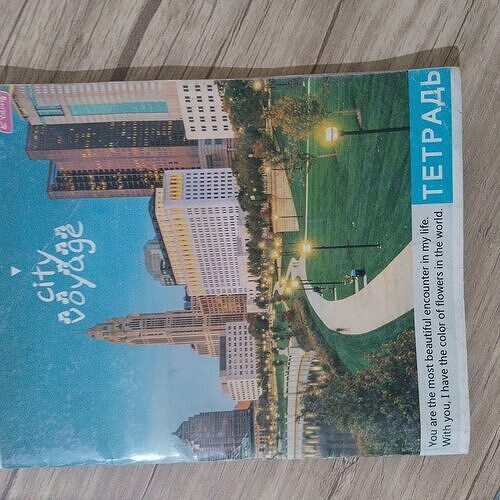 city
voyage
ТЕТРАДЬ
You are the most beautiful encounter in my life.
With you, I have the color of flowers in the world.